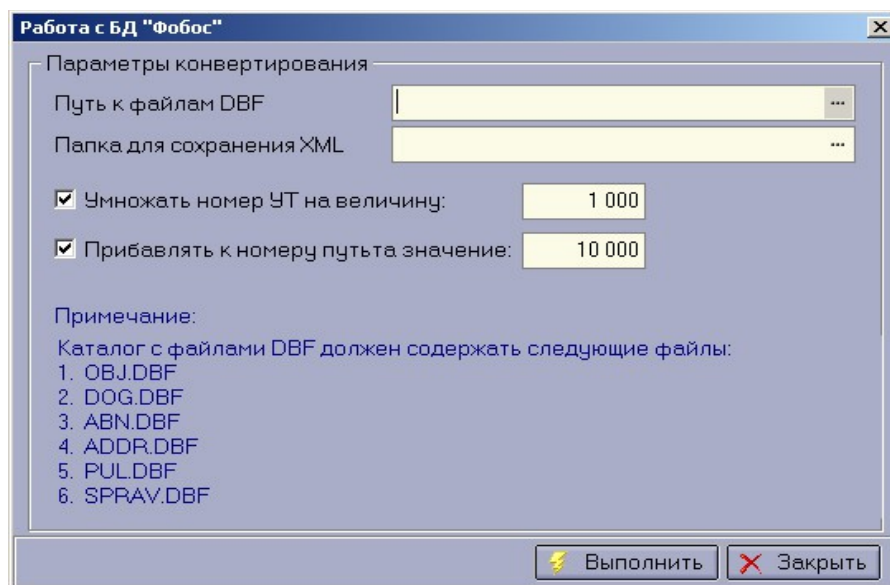 Работа с БД "Фобос"
Параметры конвертирования
Путь к файлам DBF
...
Папка для сохранения XML
...
Умножать номер УТ на величину: 1 000
Прибавлять к номеру путьта значение: 10 000
Примечание:
Каталог с файлами DBF должен содержать следующие файлы:
1. OBJ.DBF
2. DOG.DBF
3. ABN.DBF
4. ADDR.DBF
5. PUL.DBF
6. SPRAV.DBF
Выполнить Закрыть